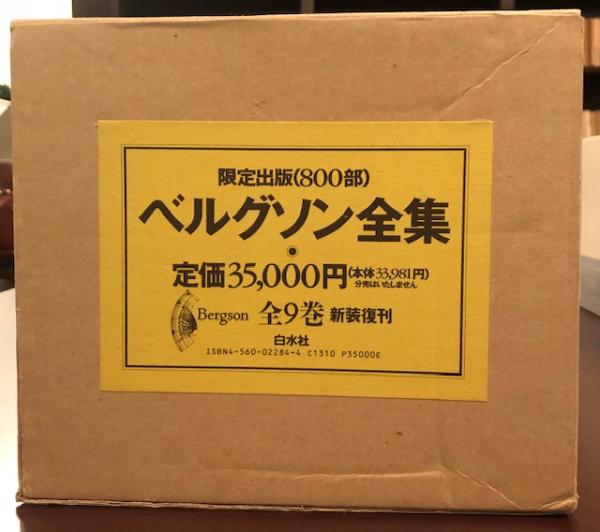 限定出版(800部)
ベルグソン全集
●
定価35,000円(本体33,981円)
分売はいたしません
Bergson 全9巻 新装復刊
白水社
ISBN4-560-02284-4 C1310 P35000E